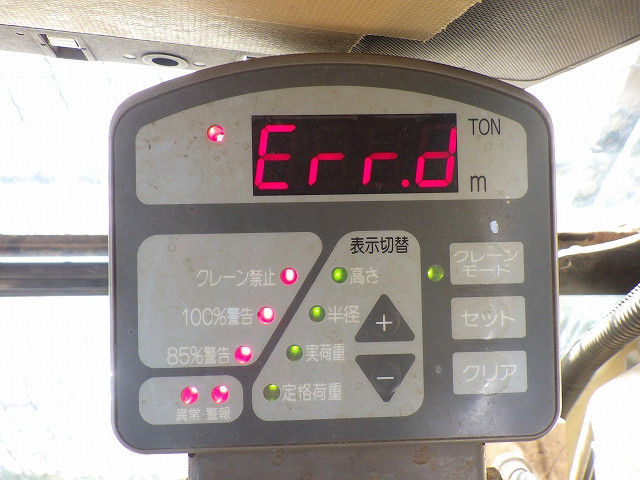 Err.d
TON
m
表示切替
クレーン禁止
高さ
クレーン
モード
100%警告
半径
+
セット
85%警告
実荷重
−
クリア
定格荷重
異常 警報